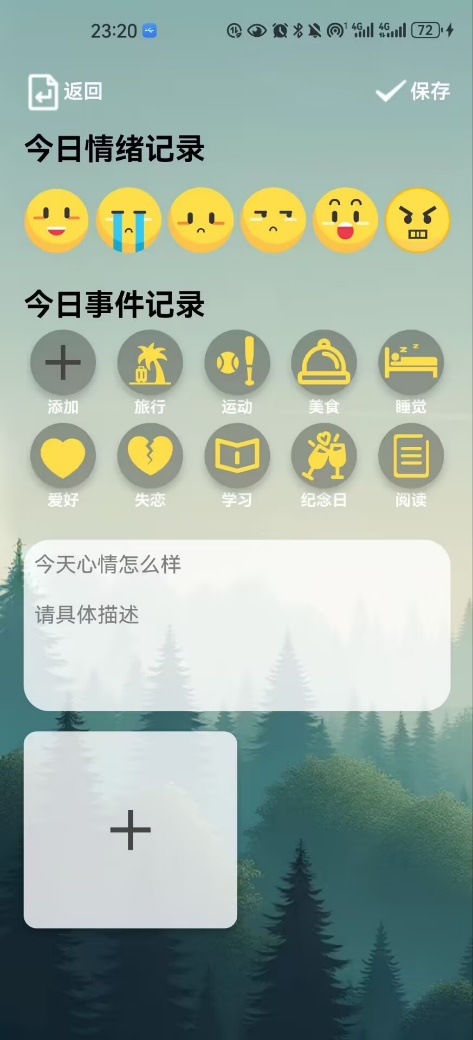 23:20
4G 4G 72
返回 保存
今日情绪记录
今日事件记录
添加 旅行 运动 美食 睡觉
爱好 失恋 学习 纪念日 阅读
今天心情怎么样
请具体描述